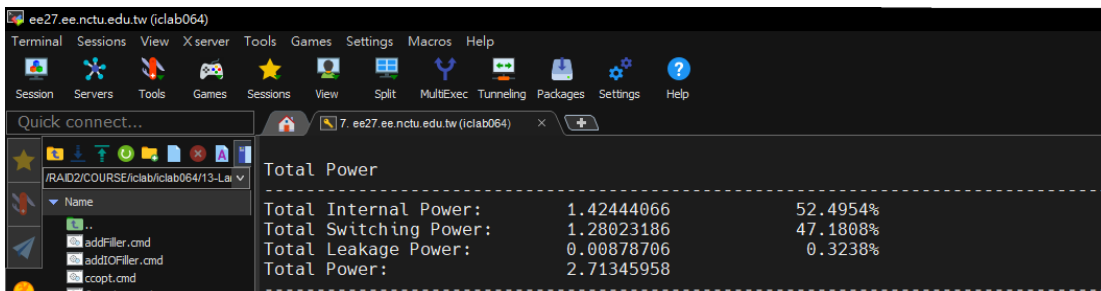 ee27.ee.nctu.edu.tw (iclab064)
Terminal Sessions View X server Tools Games Settings Macros Help
Session Servers Tools Games Sessions View Split MultiExec Tunneling Packages Settings Help
Quick connect...
7. ee27.ee.nctu.edu.tw (iclab064)
/RAID2/COURSE/iclab/iclab064/13-Lal
Name
..
addFiller.cmd
addIOFiller.cmd
ccopt.cmd
Total Power
--------------------------------------------------------------------------------
Total Internal Power: 1.42444066 52.4954%
Total Switching Power: 1.28023186 47.1808%
Total Leakage Power: 0.00878706 0.3238%
Total Power: 2.71345958
--------------------------------------------------------------------------------